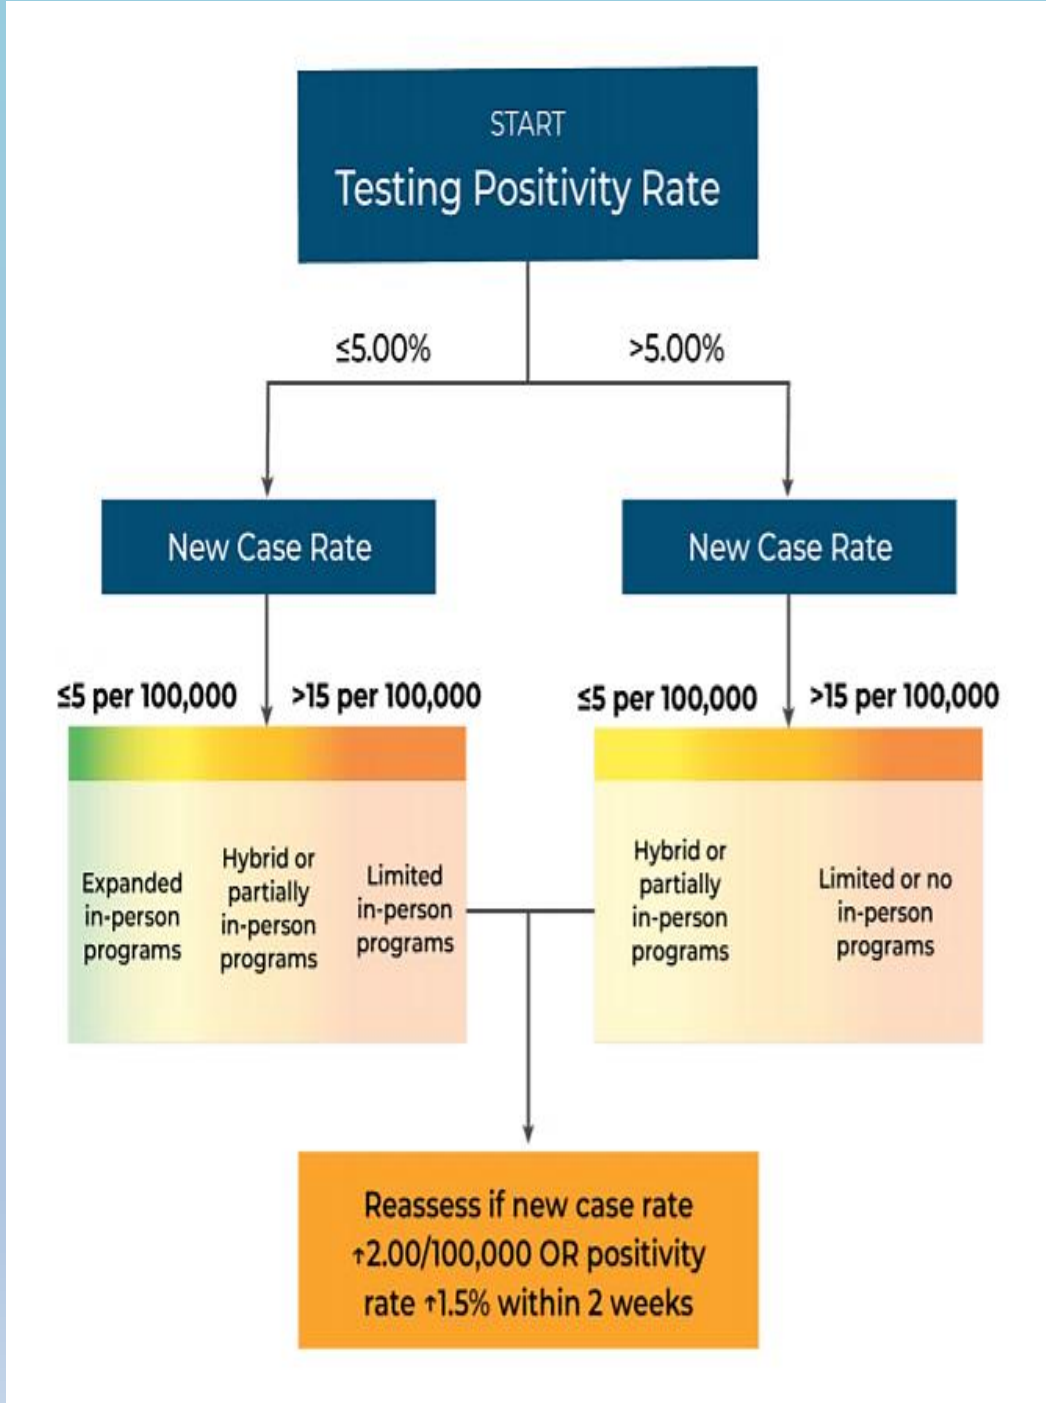 START
Testing Positivity Rate
≤5.00%
>5.00%
New Case Rate
New Case Rate
≤5 per 100,000
>15 per 100,000
≤5 per 100,000
>15 per 100,000
Expanded
in-person
programs
Hybrid or
partially
in-person
programs
Limited
in-person
programs
Hybrid or
partially
in-person
programs
Limited or no
in-person
programs
Reassess if new case rate
↑2.00/100,000 OR positivity
rate ↑1.5% within 2 weeks